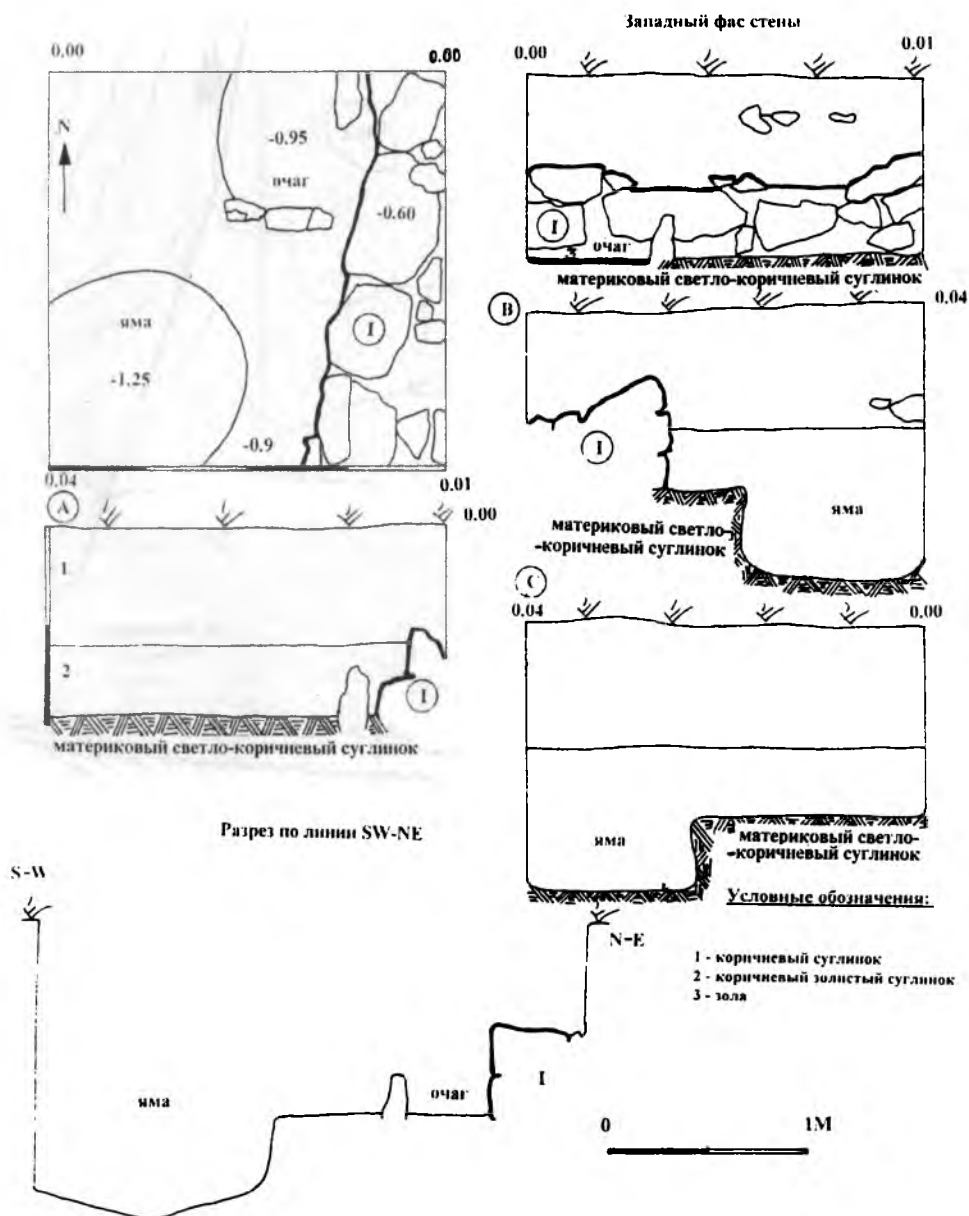 0.00 0.00
N
-0.95
очаг
-0.60
I
яма
-1.25
-0.9
0.04 0.01
A 0.00
1
2
I
материковый светло-коричневый суглинок
Западный фас стены
0.00 0.01
I
3 очаг
материковый светло-коричневый суглинок
B 0.04
I
яма
материковый светло-
-коричневый суглинок
C
0.04 0.00
яма
материковый светло-
-коричневый суглинок
Условные обозначения:
1 - коричневый суглинок
2 - коричневый золистый суглинок
3 - зола
Разрез по линии SW-NE
S-W
N-E
яма
очаг
I
0 1М